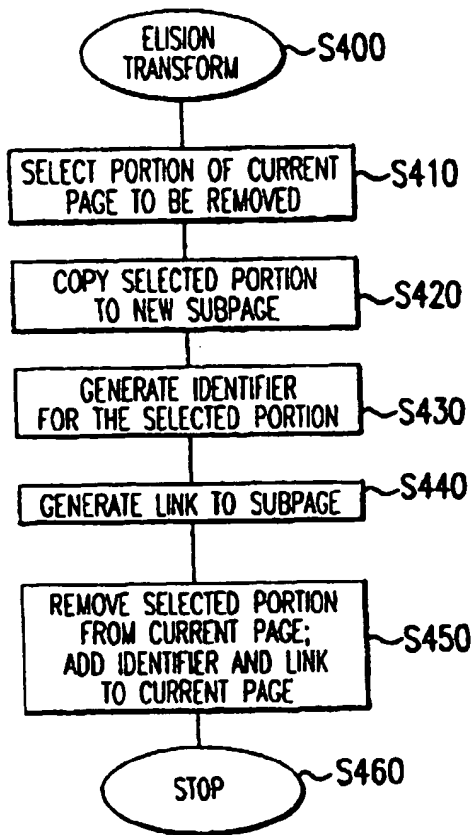 ELISION
TRANSFORM
S400
SELECT PORTION OF CURRENT
PAGE TO BE REMOVED
S410
COPY SELECTED PORTION
TO NEW SUBPAGE
S420
GENERATE IDENTIFIER
FOR THE SELECTED PORTION
S430
GENERATE LINK TO SUBPAGE
S440
REMOVE SELECTED PORTION
FROM CURRENT PAGE;
ADD IDENTIFIER AND LINK
TO CURRENT PAGE
S450
STOP
S460